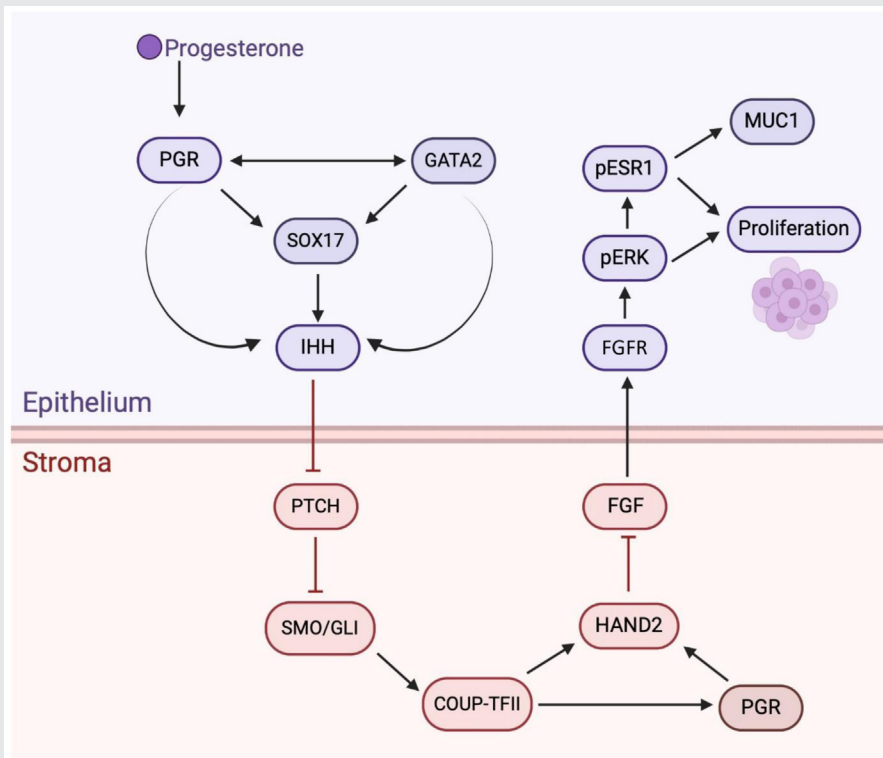 Progesterone
PGR
GATA2
SOX17
IHH
MUC1
pESR1
Proliferation
pERK
FGFR
Epithelium
Stroma
PTCH
FGF
SMO/GLI
HAND2
COUP-TFII
PGR